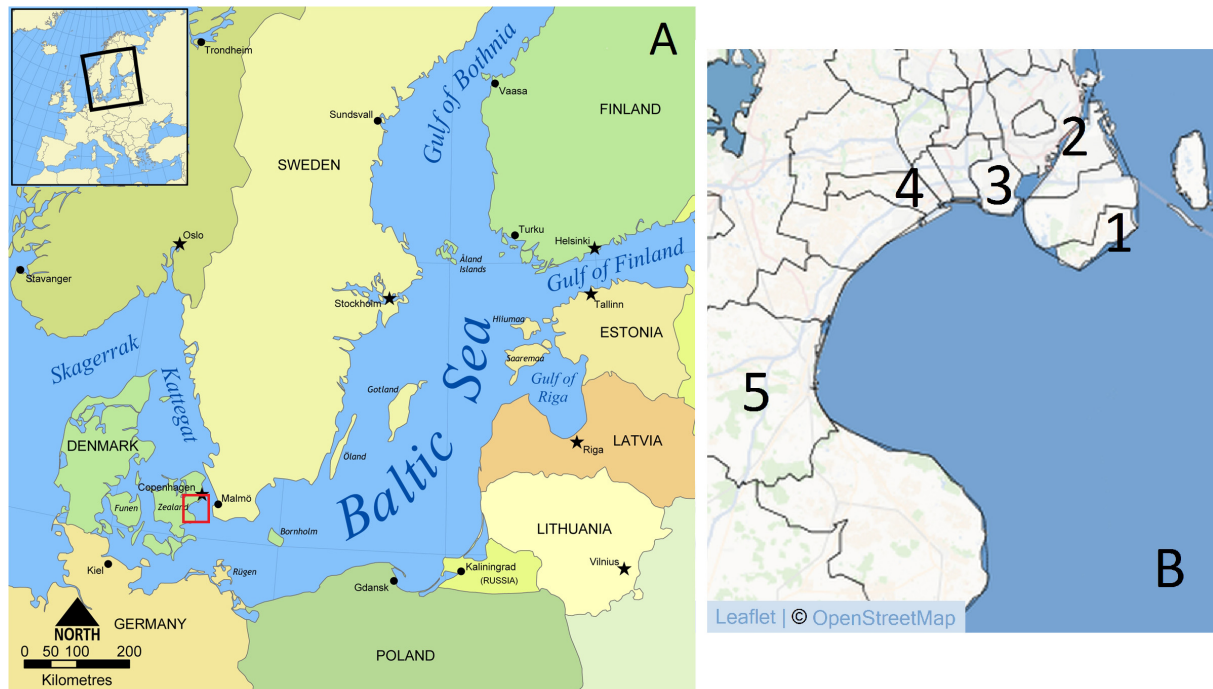 A
Trondheim
Gulf of Bothnia
Vaasa
FINLAND
Sundsvall
SWEDEN
Oslo
Turku
Helsinki
Åland
Islands
Gulf of Finland
Stavanger
Stockholm
Tallinn
Hiiumaa
ESTONIA
Skagerrak
Saaremaa
Baltic Sea
Kattegat
Gulf of
Riga
Gotland
DENMARK
LATVIA
Riga
Öland
Copenhagen
Malmö
Funen
Zealand
Bornholm
LITHUANIA
Vilnius
Kaliningrad
(RUSSIA)
Kiel
Rügen
Gdansk
NORTH
GERMANY
POLAND
0 50 100 200
Kilometres
2
3
4
1
5
B
Leaflet | © OpenStreetMap